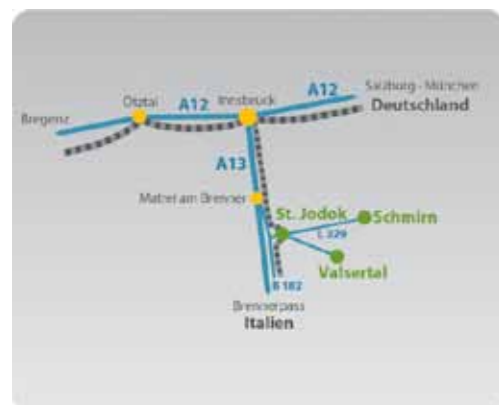 Salzburg - München
Deutschland
Ötztal
A12
Innsbruck
A12
Bregenz
A13
Matrei am Brenner
St. Jodok
Schmirn
L 229
Valsertal
B 182
Brennerpass
Italien